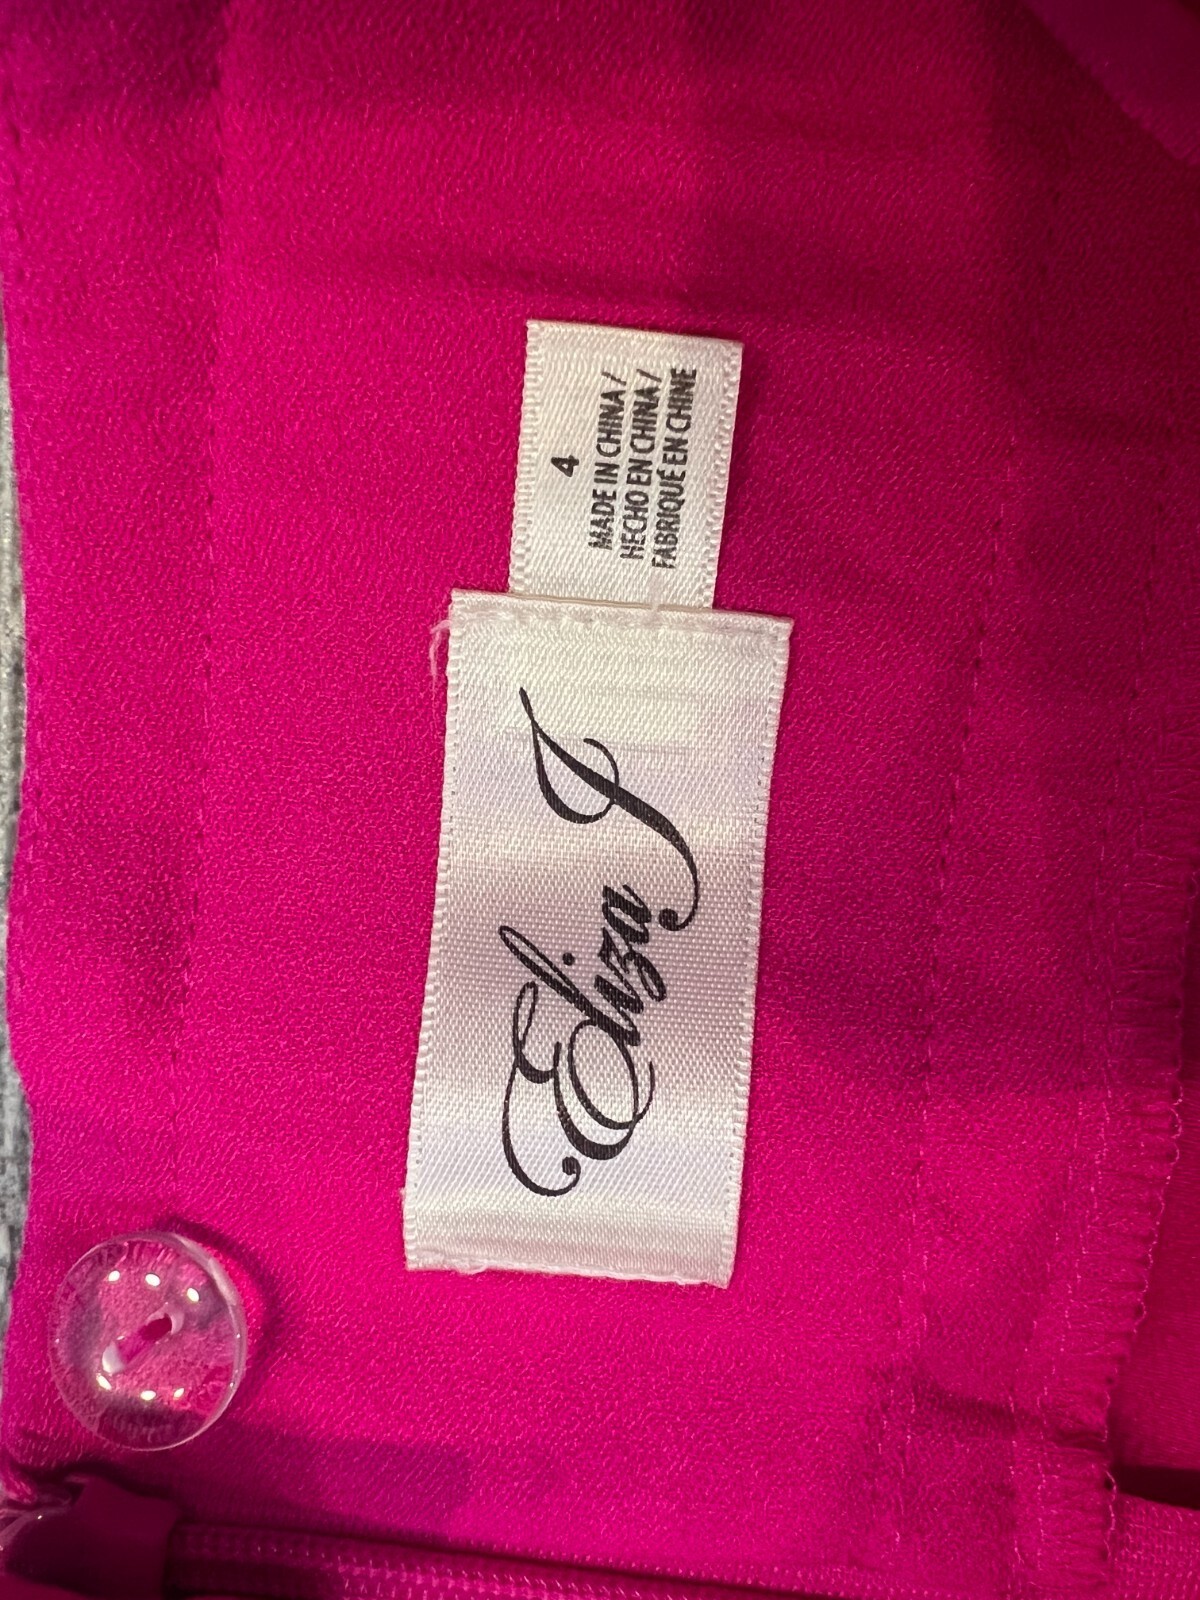 Eliza J
4
MADE IN CHINA/
HECHO EN CHINA/
FABRIQUÉ EN CHINE